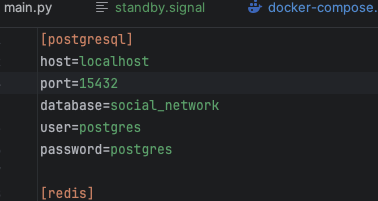 main.py standby.signal docker-compose.
[postgresql]
host=localhost
port=15432
database=social_network
user=postgres
password=postgres
[redis]